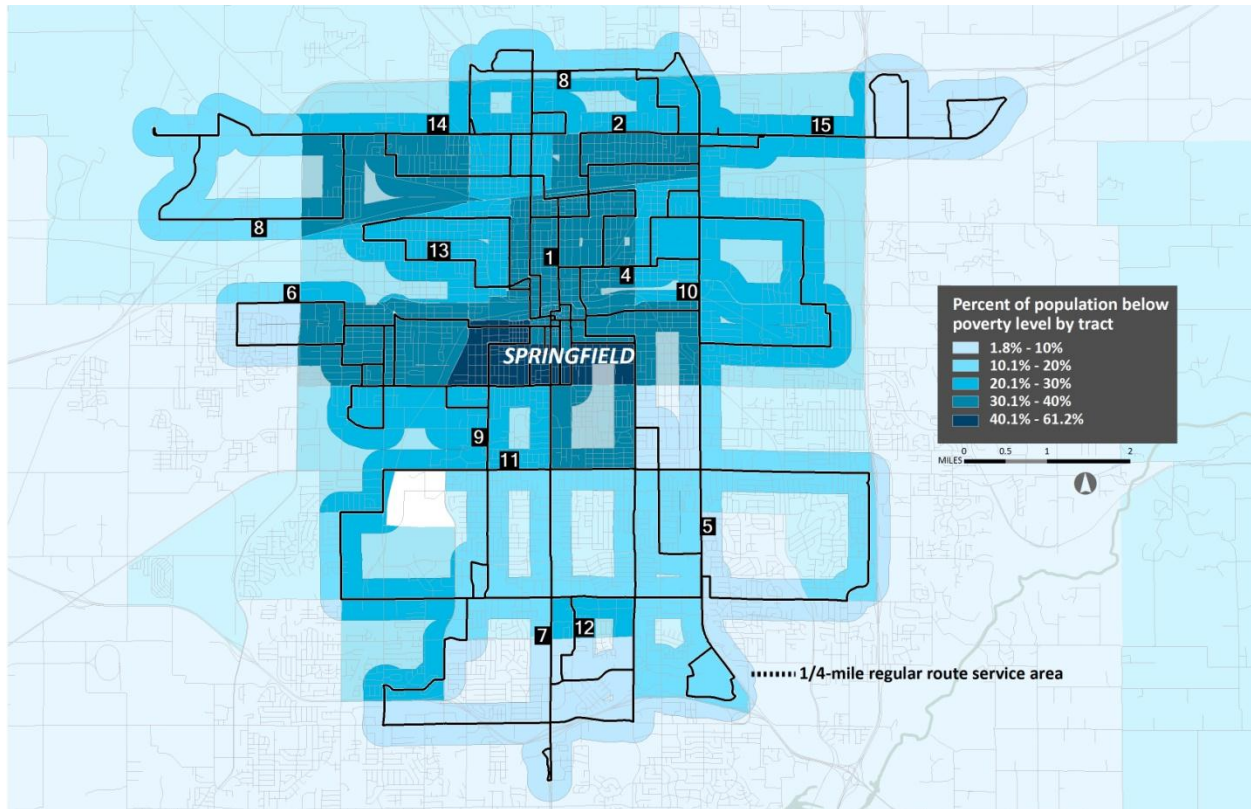 8
14
2
15
8
13
1
4
6
10
SPRINGFIELD
Percent of population below
poverty level by tract
1.8% - 10%
10.1% - 20%
20.1% - 30%
30.1% - 40%
40.1% - 61.2%
0 0.5 1 2
MILES
9
11
5
7
12
1/4-mile regular route service area